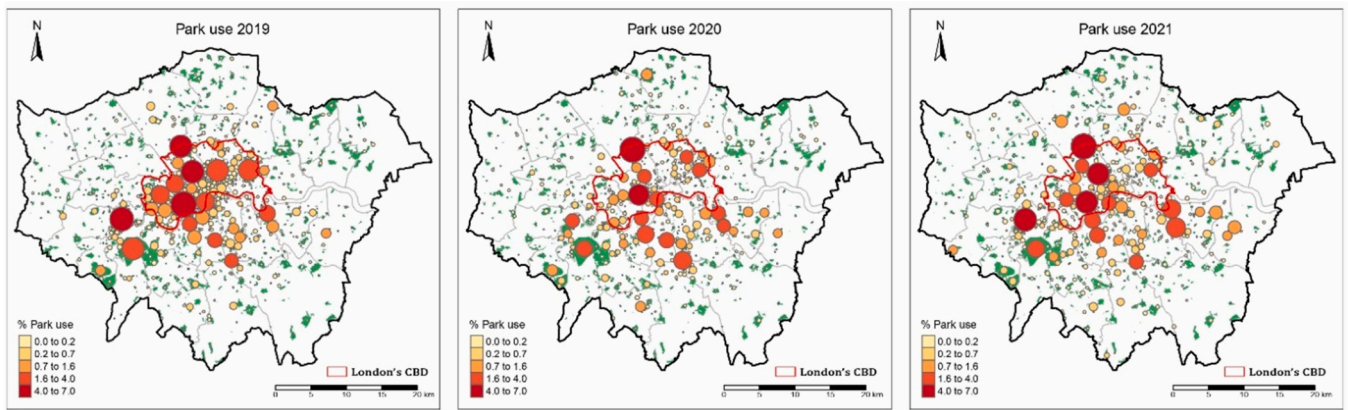 N
Park use 2019
% Park use
0.0 to 0.2
0.2 to 0.7
0.7 to 1.6
1.6 to 4.0
4.0 to 7.0
London's CBD
0 5 10 15 20 km
N
Park use 2020
% Park use
0.0 to 0.2
0.2 to 0.7
0.7 to 1.6
1.6 to 4.0
4.0 to 7.0
London's CBD
0 5 10 15 20 km
N
Park use 2021
% Park use
0.0 to 0.2
0.2 to 0.7
0.7 to 1.6
1.6 to 4.0
4.0 to 7.0
London's CBD
0 5 10 15 20 km